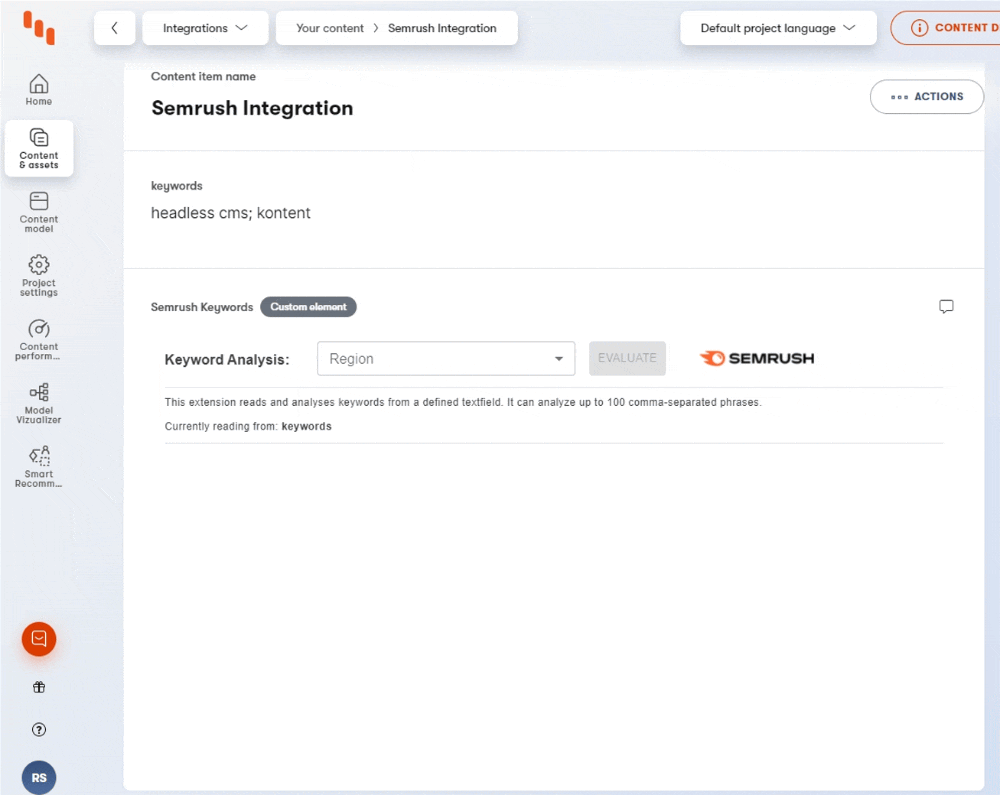 Integrations
Your content > Semrush Integration
Default project language
CONTENT D
Home
Content
& assets
Content
model
Project
settings
Content
perform...
Model
Vizualizer
Smart
Recomm...
RS
Content item name
Semrush Integration
ACTIONS
keywords
headless cms; kontent
Semrush Keywords Custom element
Keyword Analysis: Region EVALUATE SEMRUSH
This extension reads and analyses keywords from a defined textfield. It can analyze up to 100 comma-separated phrases.
Currently reading from: keywords